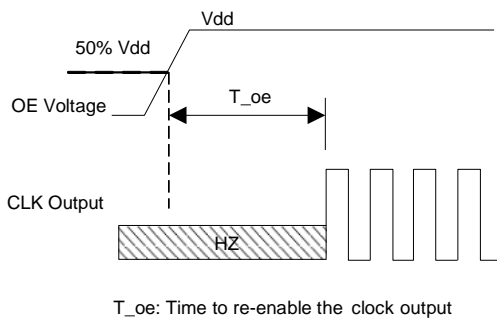 Vdd
50% Vdd
T_oe
OE Voltage
CLK Output
HZ
T_oe: Time to re-enable the clock output